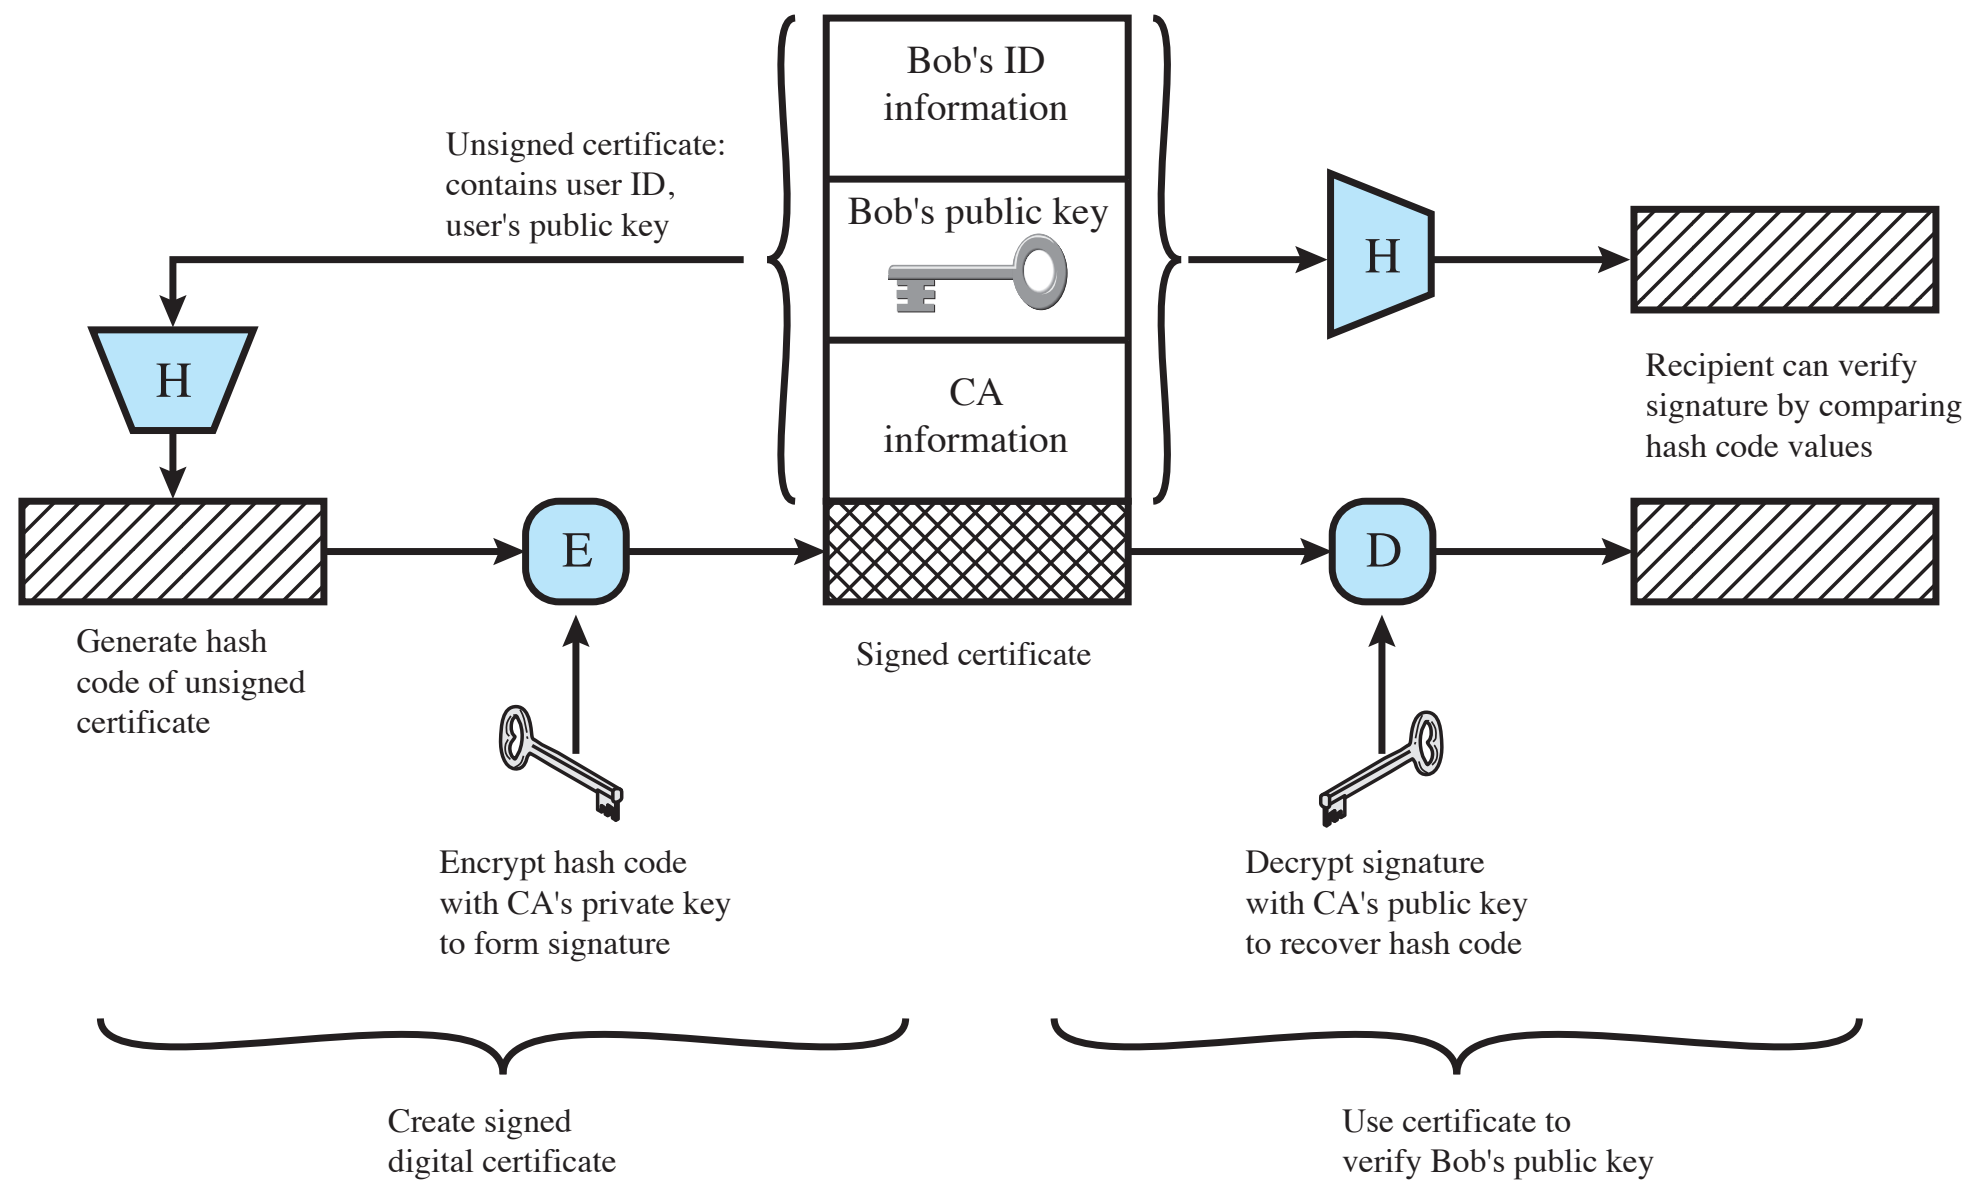 Bob's ID
information
Unsigned certificate:
contains user ID,
user's public key
Bob's public key
H
H
Recipient can verify
signature by comparing
hash code values
CA
information
E
D
Generate hash
code of unsigned
certificate
Signed certificate
Encrypt hash code
with CA's private key
to form signature
Decrypt signature
with CA's public key
to recover hash code
Create signed
digital certificate
Use certificate to
verify Bob's public key